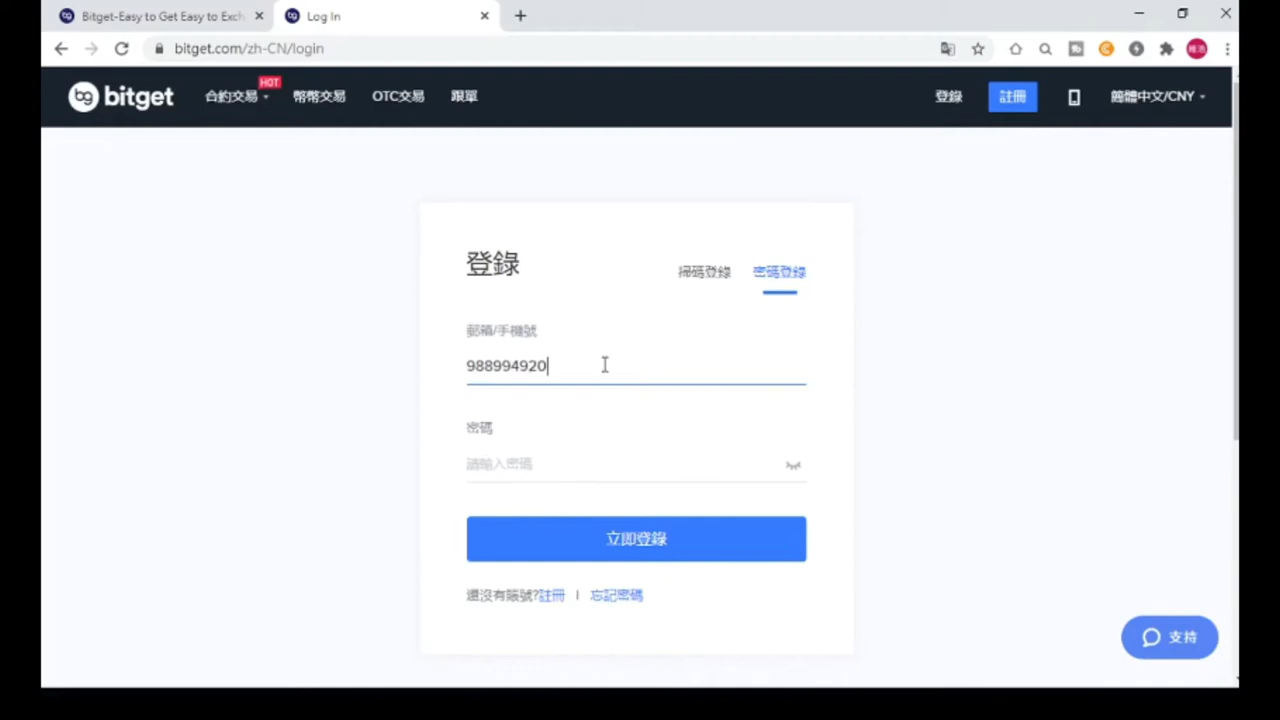 Bitget-Easy to Get Easy to Exch
Log In
bitget.com/zh-CN/login
bitget
合約交易
HOT
幣幣交易
OTC交易
跟單
登錄
註冊
簡體中文/CNY
登錄
掃碼登錄
密碼登錄
郵箱/手機號
988994920
密碼
請輸入密碼
立即登錄
還沒有賬號?註冊 | 忘記密碼
支持